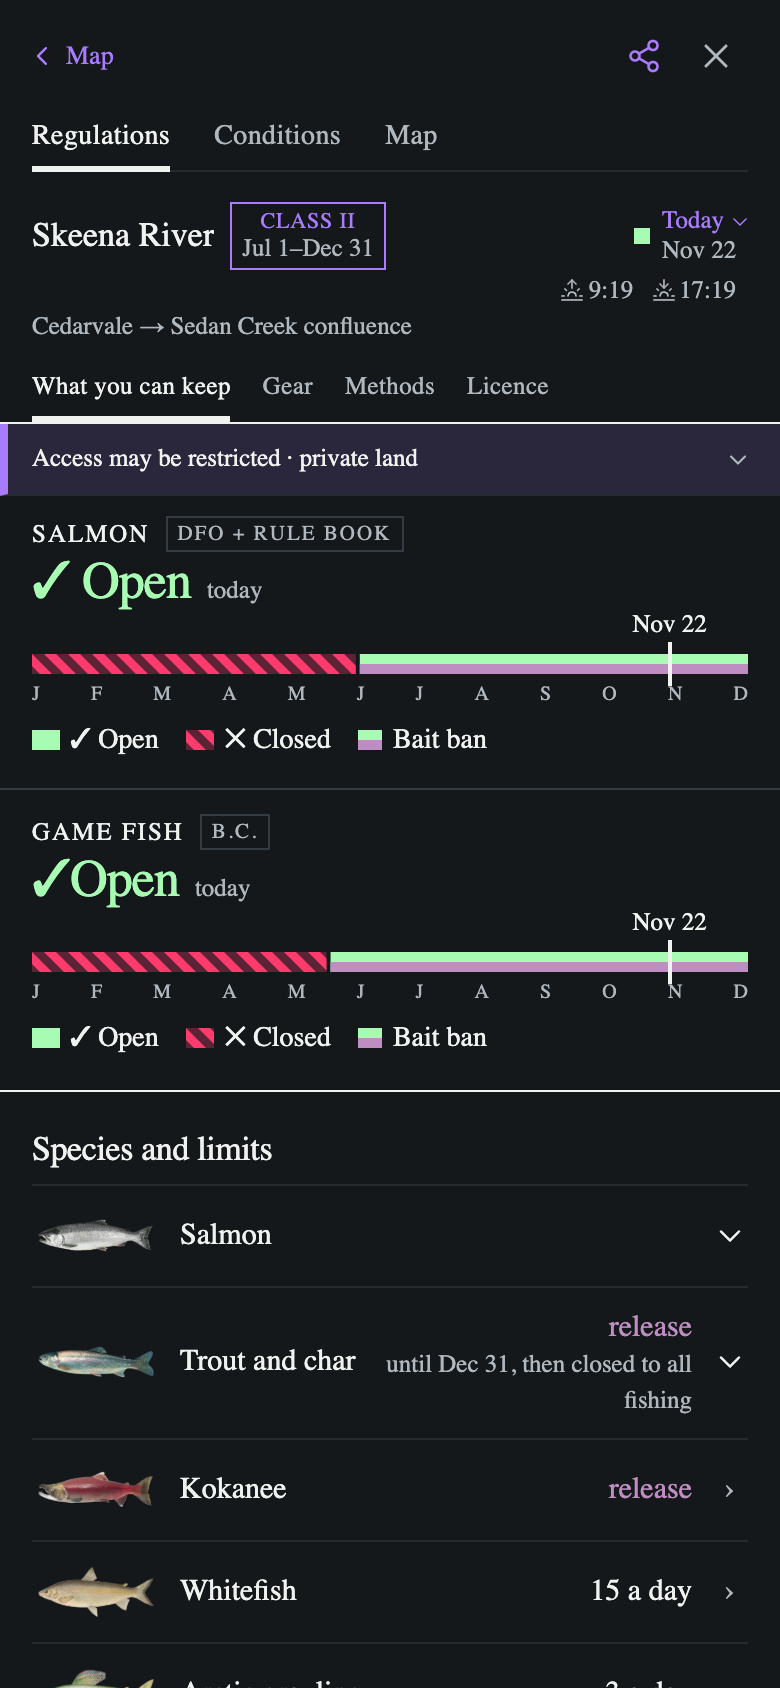 Map
Regulations Conditions Map
Skeena River
CLASS II
Jul 1–Dec 31
Today
Nov 22
9:19 17:19
Cedarvale → Sedan Creek confluence
What you can keep Gear Methods Licence
Access may be restricted · private land
SALMON DFO + RULE BOOK
✓ Open today
Nov 22
J F M A M J J A S O N D
✓ Open ✕ Closed Bait ban
GAME FISH B.C.
✓Open today
Nov 22
J F M A M J J A S O N D
✓ Open ✕ Closed Bait ban
Species and limits
Salmon
Trout and char
release
until Dec 31, then closed to all
fishing
Kokanee release
Whitefish 15 a day